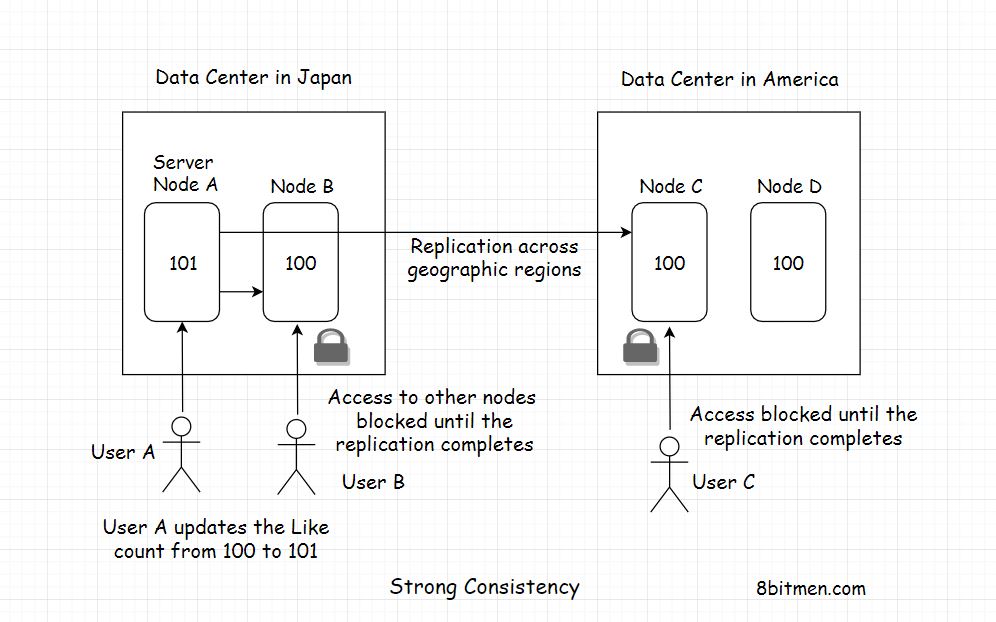 Data Center in Japan
Data Center in America
Server
Node A
Node B
Node C
Node D
101
100
100
100
Replication across
geographic regions
Access to other nodes
blocked until the
replication completes
Access blocked until the
replication completes
User A
User B
User C
User A updates the Like
count from 100 to 101
Strong Consistency
8bitmen.com